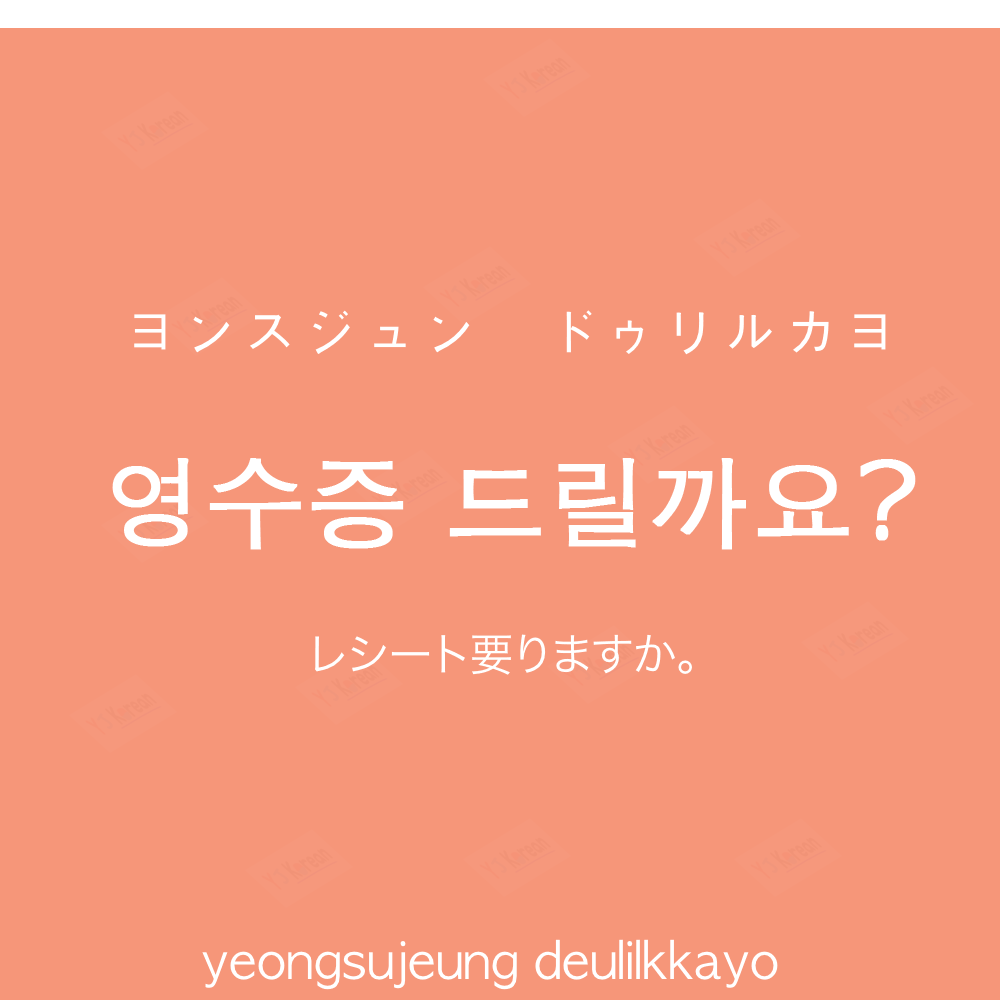 ヨンスジュン ドゥリルカヨ
영수증 드릴까요?
レシート要りますか。
yeongsujeung deulilkkayo